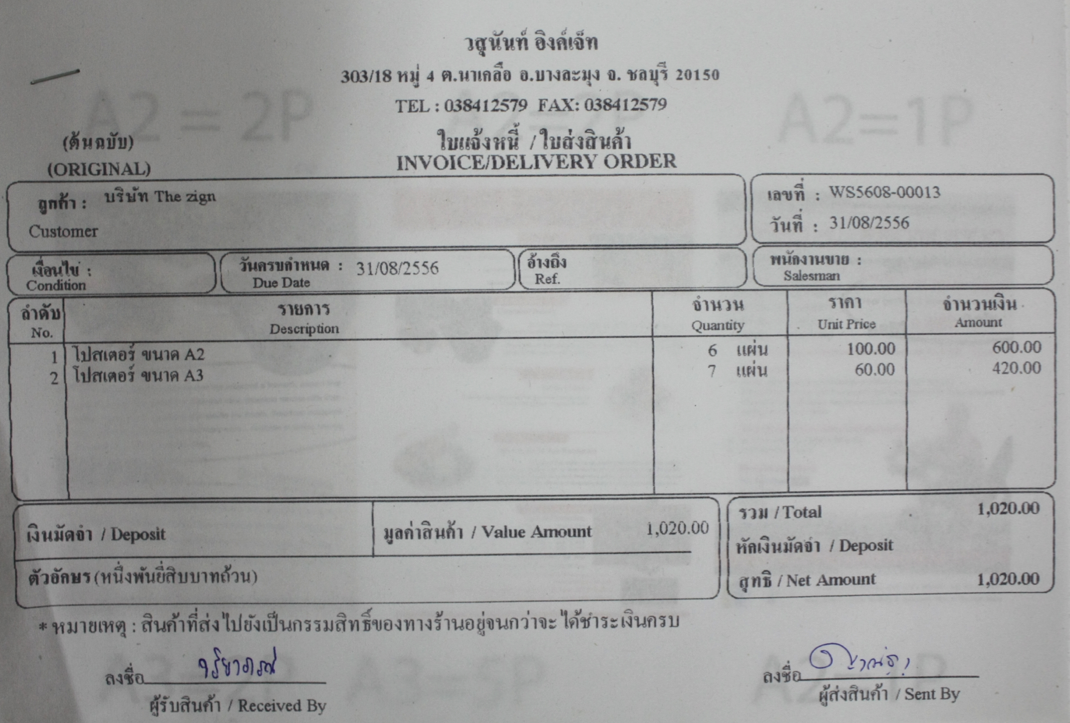 วสุนันท์ อิงค์เจ็ท
303/18 หมู่ 4 ต.นาเคลือ อ.บางละมุง จ. ชลบุรี 20150
TEL : 038412579 FAX: 038412579
A2 = 2P
A2=1P
(ต้นฉบับ)
(ORIGINAL)
ใบแจ้งหนี้ / ใบส่งสินค้า
INVOICE/DELIVERY ORDER
ลูกค้า : บริษัท The zign
Customer
เลขที่ : WS5608-00013
วันที่ : 31/08/2556
เงื่อนไข :
Condition
วันครบกำหนด : 31/08/2556
Due Date
อ้างถึง
Ref.
พนักงานขาย :
Salesman
ลำดับ รายการ จำนวน ราคา จำนวนเงิน
No. Description Quantity Unit Price Amount
1 โปสเตอร์ ขนาด A2 6 แผ่น 100.00 600.00
2 โปสเตอร์ ขนาด A3 7 แผ่น 60.00 420.00
เงินมัดจำ / Deposit มูลค่าสินค้า / Value Amount 1,020.00
ตัวอักษร (หนึ่งพันยี่สิบบาทถ้วน)
รวม / Total 1,020.00
หักเงินมัดจำ / Deposit
สุทธิ / Net Amount 1,020.00
* หมายเหตุ : สินค้าที่ส่งไปยังเป็นกรรมสิทธิ์ของทางร้านอยู่จนกว่าจะได้ชำระเงินครบ
A3=5P
ลงชื่อ
ผู้รับสินค้า / Received By
ลงชื่อ
ผู้ส่งสินค้า / Sent By